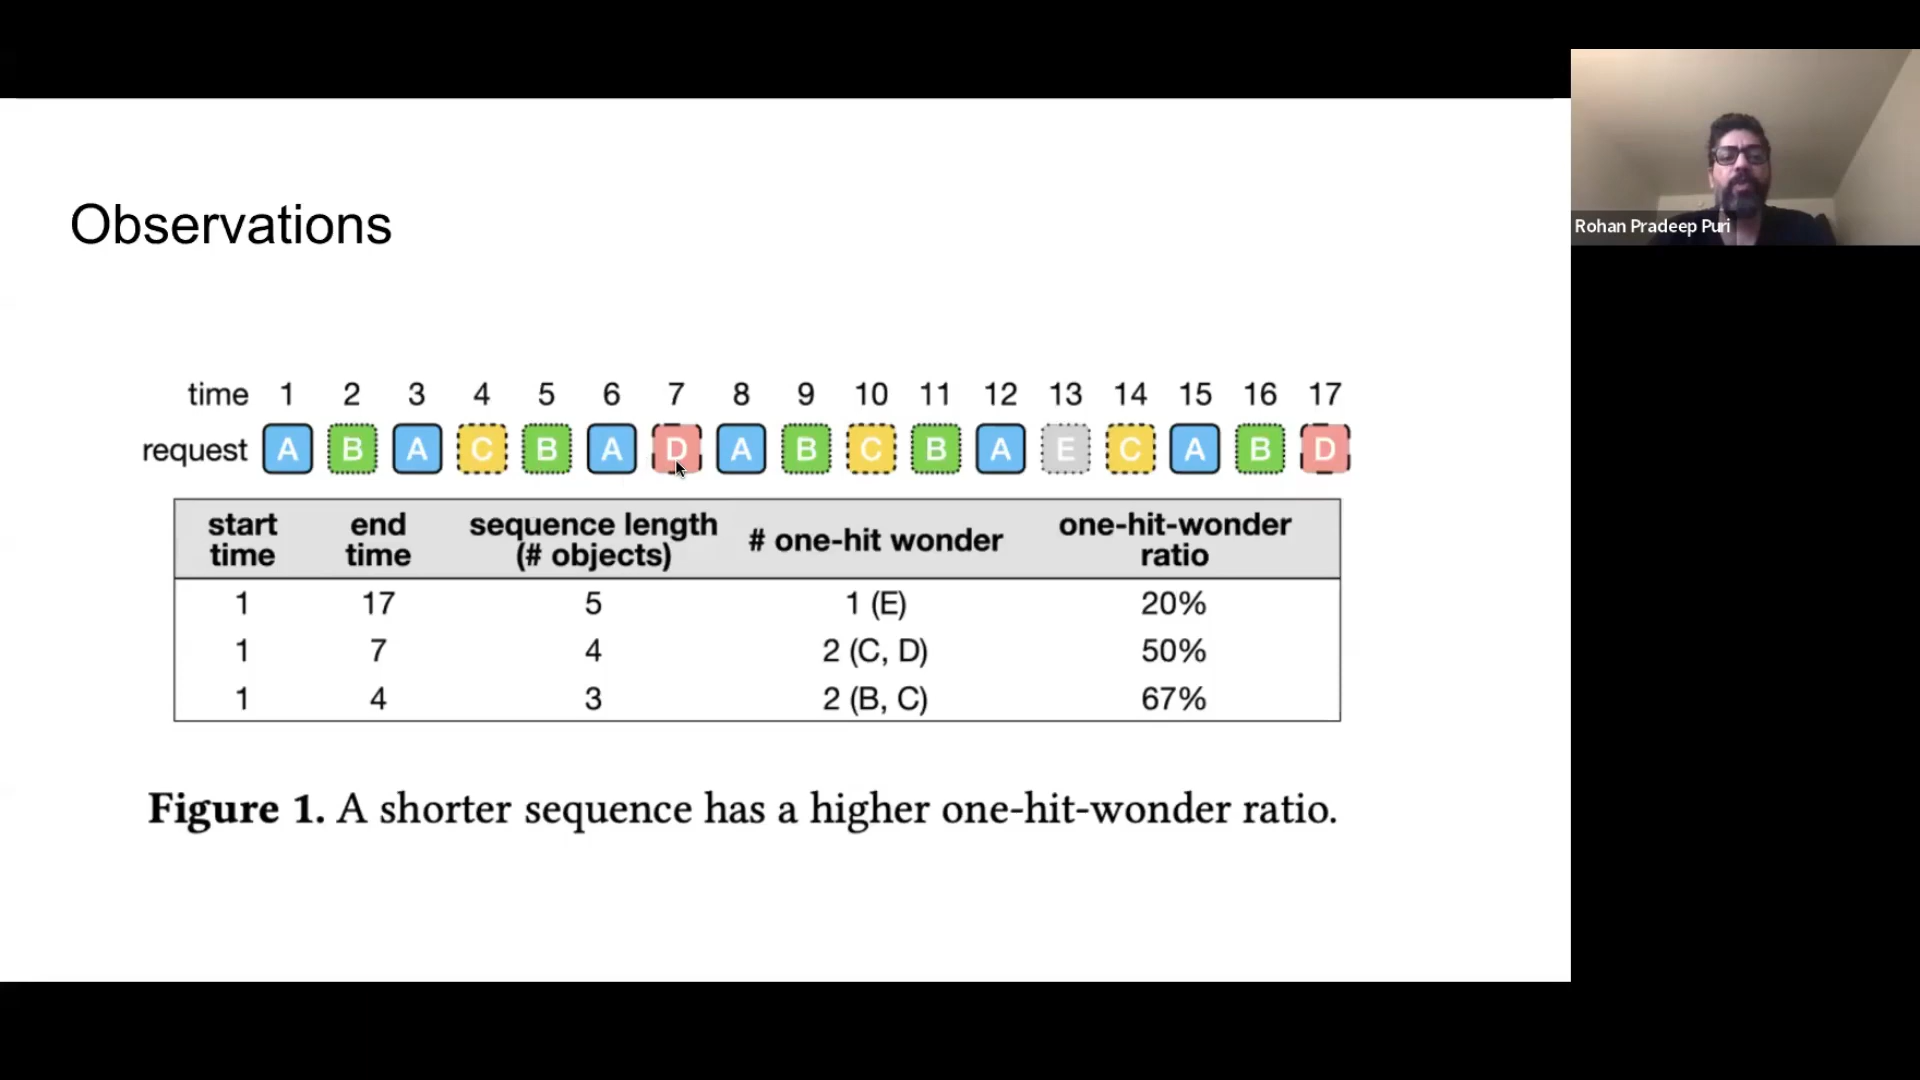 Observations
Rohan Pradeep Puri
time 1 2 3 4 5 6 7 8 9 10 11 12 13 14 15 16 17
request A B A C B A D A B C B A E C A B D
start time end time sequence length (# objects) # one-hit wonder one-hit-wonder ratio
1 17 5 1 (E) 20%
1 7 4 2 (C, D) 50%
1 4 3 2 (B, C) 67%
Figure 1. A shorter sequence has a higher one-hit-wonder ratio.